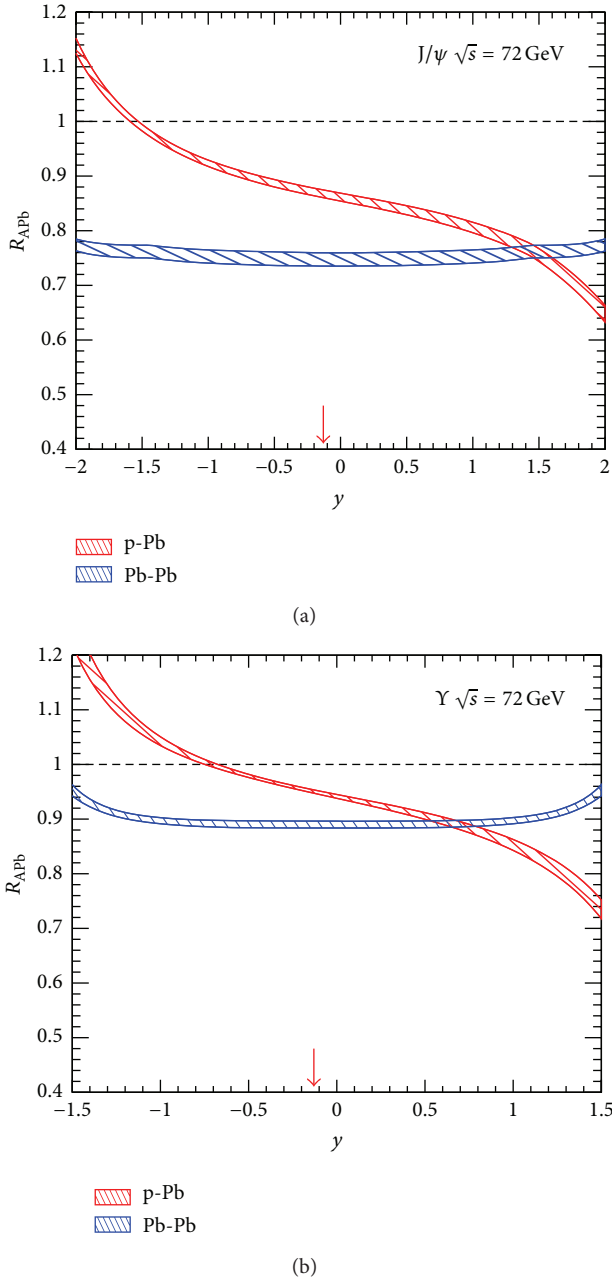 1.2
J/ψ √s = 72 GeV
1.1
1
0.9
0.8
R_APb
0.7
0.6
0.5
0.4
−2 −1.5 −1 −0.5 0 0.5 1 1.5 2
y
p-Pb
Pb-Pb
(a)
1.2
ϒ √s = 72 GeV
1.1
1
0.9
0.8
R_APb
0.7
0.6
0.5
0.4
−1.5 −1 −0.5 0 0.5 1 1.5
y
p-Pb
Pb-Pb
(b)